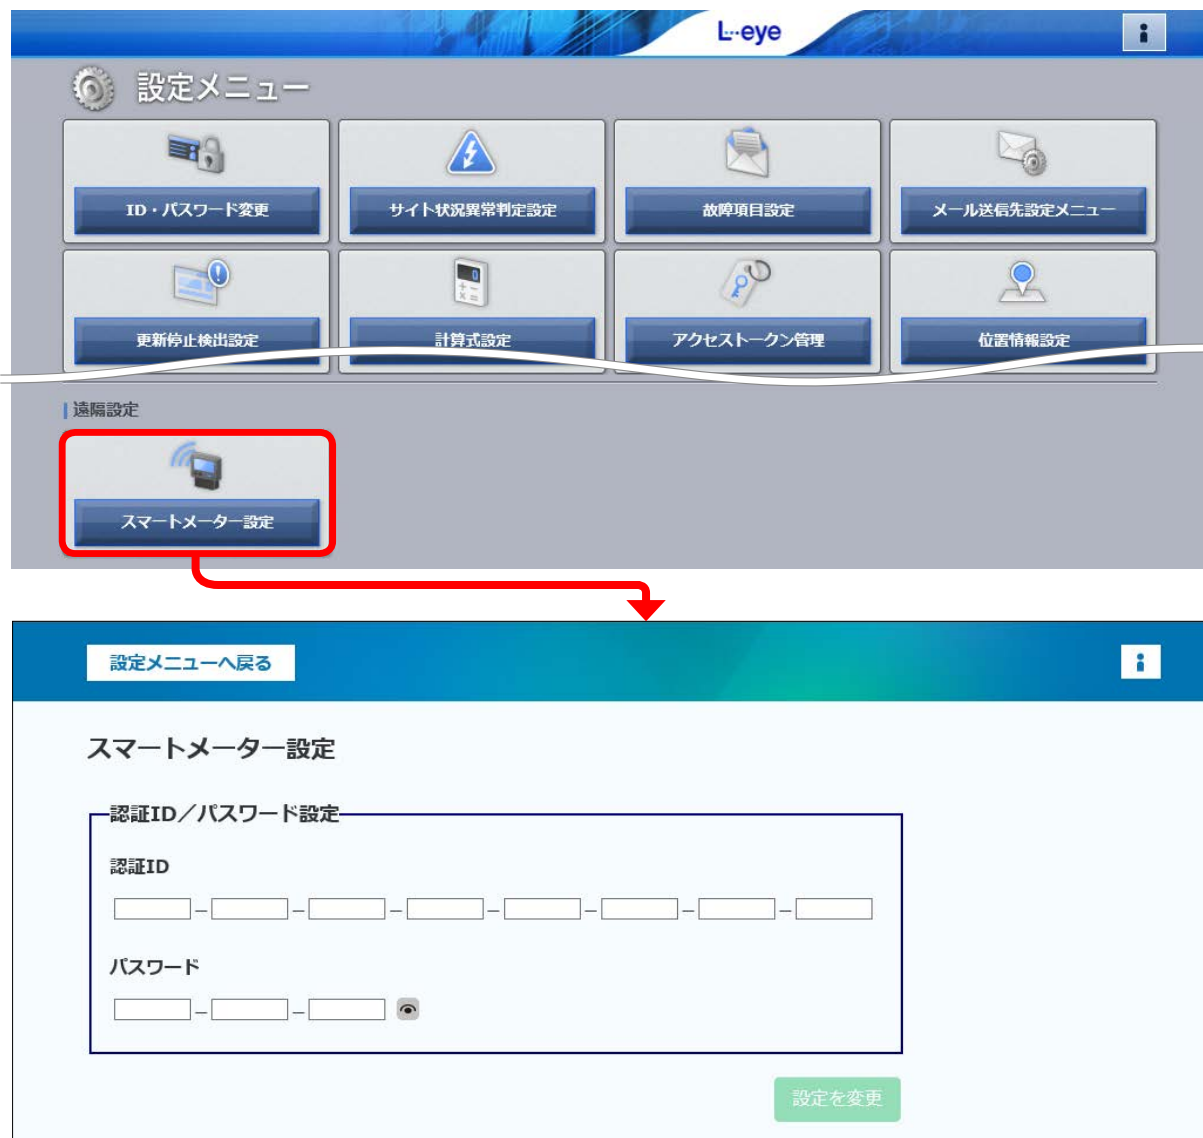 L-eye
設定メニュー
ID・パスワード変更
サイト状況異常判定設定
故障項目設定
メール送信先設定メニュー
更新停止検出設定
計算式設定
アクセストークン管理
位置情報設定
遠隔設定
スマートメーター設定
設定メニューへ戻る
スマートメーター設定
認証ID／パスワード設定
認証ID
パスワード
設定を変更